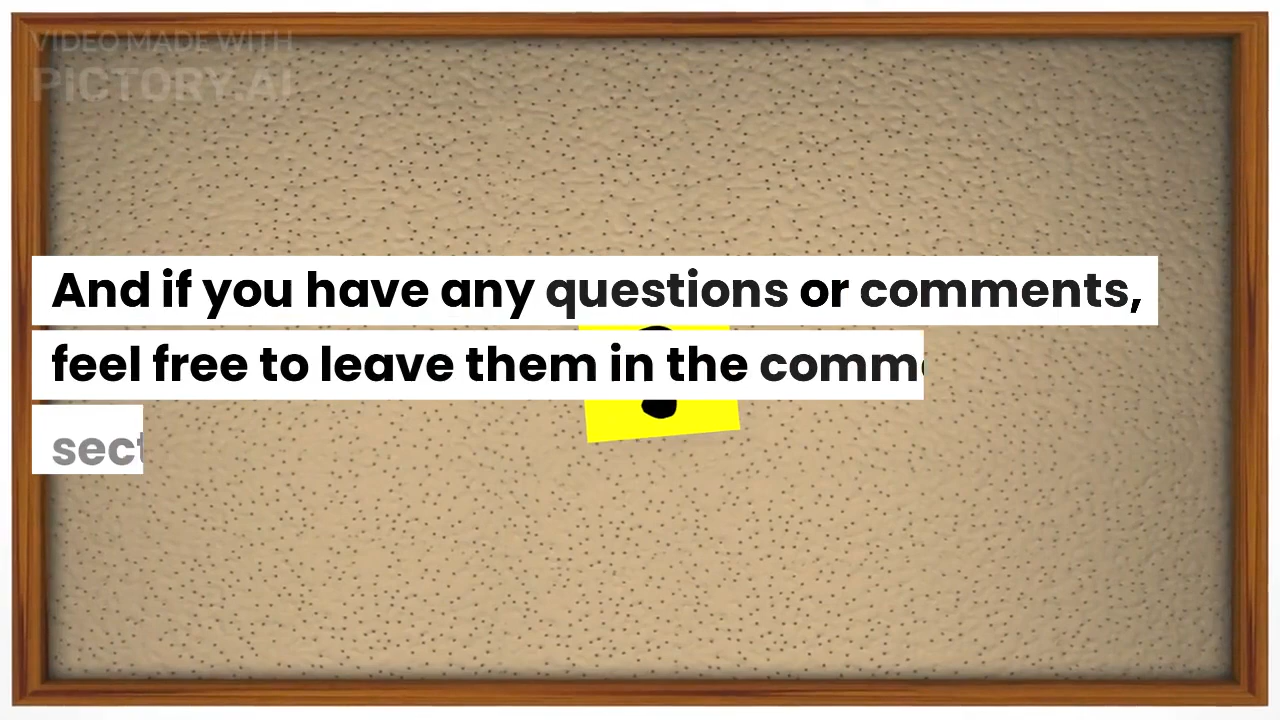 VIDEO MADE WITH
PICTORY.AI
And if you have any questions or comments,
feel free to leave them in the comm
sect